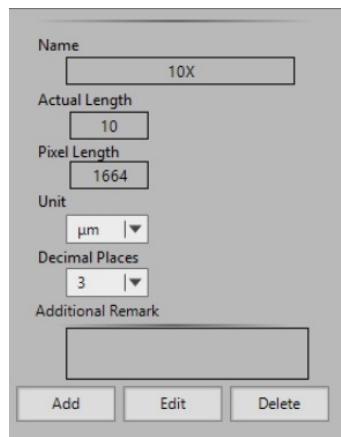 Name
10X
Actual Length
10
Pixel Length
1664
Unit
µm
Decimal Places
3
Additional Remark
Add Edit Delete